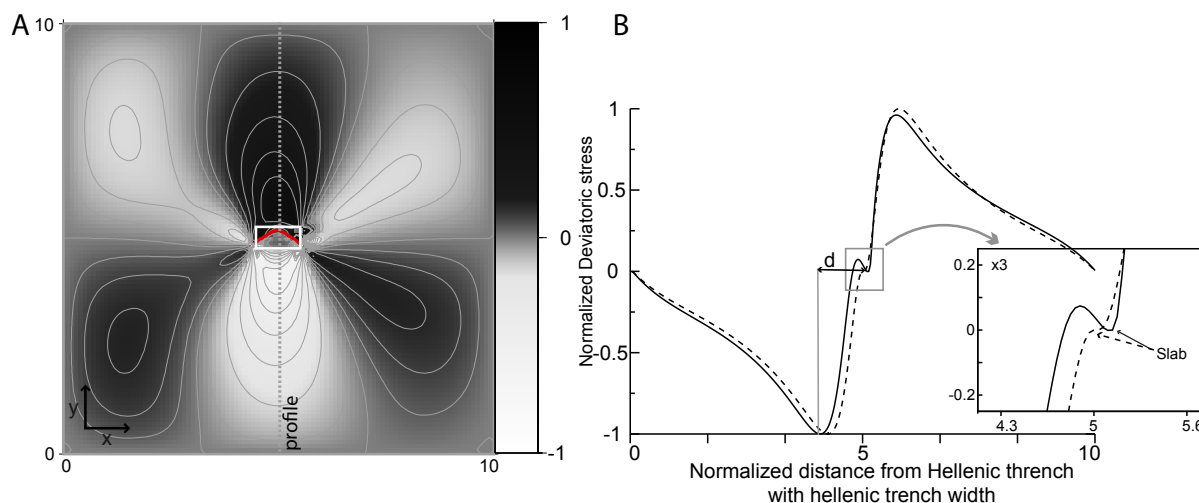 A
10
0
0
10
y
x
profile
1
0
-1
B
Normalized Deviatoric stress
1
0.5
0
-0.5
-1
d
0
5
10
Normalized distance from Hellenic thrench
with hellenic trench width
x3
0.2
0
-0.2
4.3
5
5.6
Slab